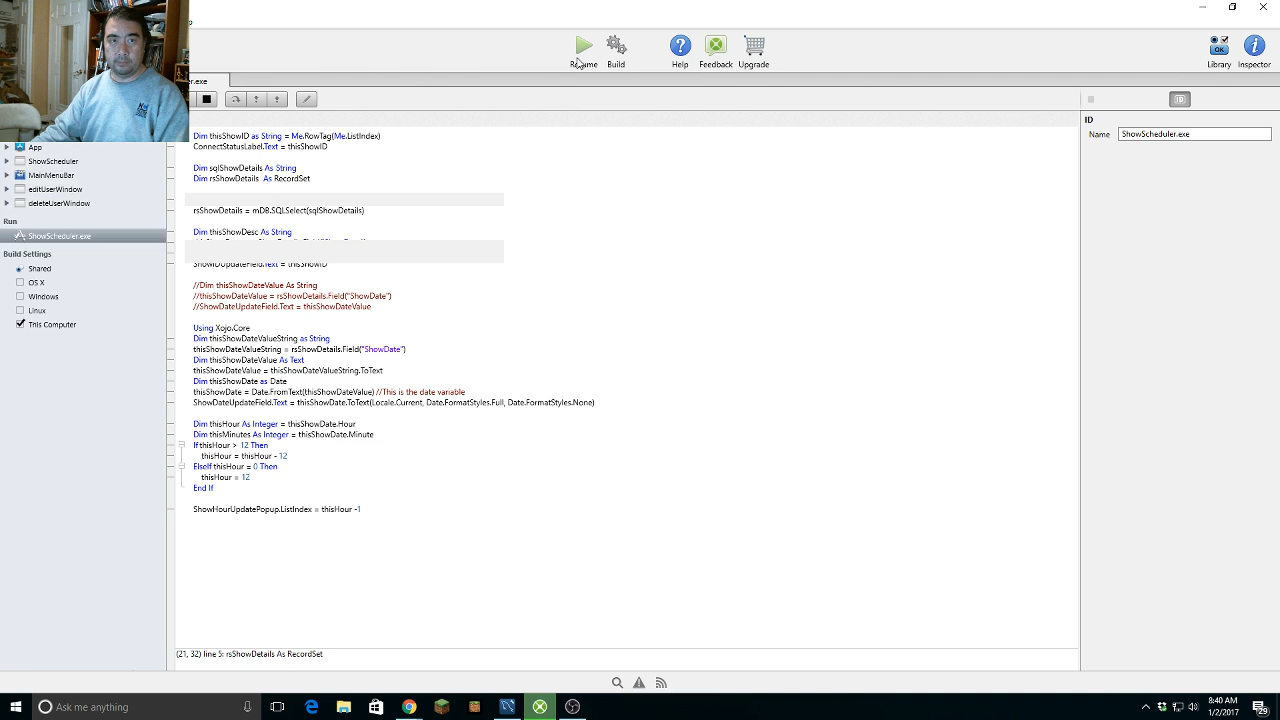 Resume
Build
Help
Feedback
Upgrade
Library
Inspector
OK
r.exe
ID
ID
Name
ShowScheduler.exe
App
ShowScheduler
MainMenuBar
editUserWindow
deleteUserWindow
Run
ShowScheduler.exe
Build Settings
Shared
OS X
Windows
Linux
This Computer
Dim thisShowID as String = Me.RowTag(Me.ListIndex)
ConnectStatusLabel.Text = thisShowID
Dim sqlShowDetails As String
Dim rsShowDetails As RecordSet
rsShowDetails = mDB.SQLSelect(sqlShowDetails)
Dim thisShowDesc As String
ShowIDUpdateField.Text = thisShowID
//Dim thisShowDateValue As String
//thisShowDateValue = rsShowDetails.Field("ShowDate")
//ShowDateUpdateField.Text = thisShowDateValue
Using Xojo.Core
Dim thisShowDateValueString as String
thisShowDateValueString = rsShowDetails.Field("ShowDate")
Dim thisShowDateValue As Text
thisShowDateValue = thisShowDateValueString.ToText
Dim thisShowDate as Date
thisShowDate = Date.FromText(thisShowDateValue) //This is the date variable
ShowDateUpdateField.Text = thisShowDate.ToText(Locale.Current, Date.FormatStyles.Full, Date.FormatStyles.None)
Dim thisHour As Integer = thisShowDate.Hour
Dim thisMinutes As Integer = thisShowDate.Minute
If thisHour > 12 Then
thisHour = thisHour - 12
ElseIf thisHour = 0 Then
thisHour = 12
End If
ShowHourUpdatePopup.ListIndex = thisHour -1
(21, 32) line 5: rsShowDetails As RecordSet
Ask me anything
8:40 AM
1/2/2017
29